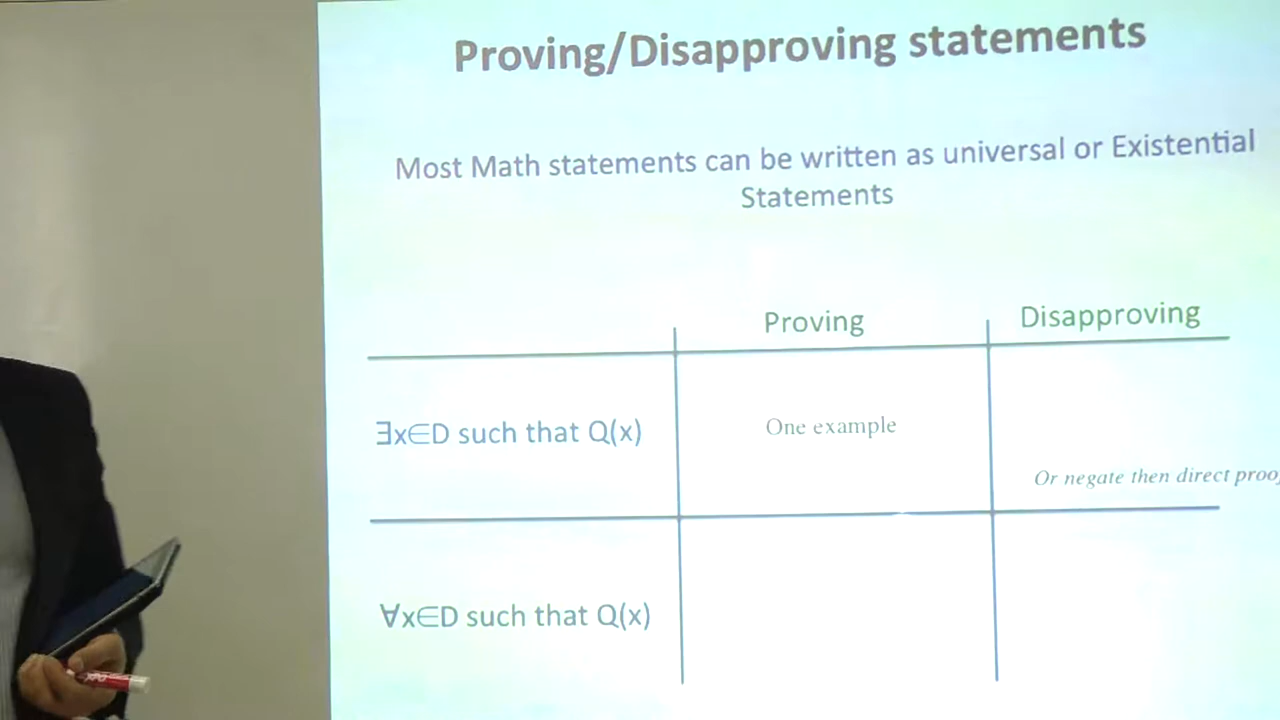 Proving/Disapproving statements
Most Math statements can be written as universal or Existential
Statements
Proving
Disapproving
∃x∈D such that Q(x)
One example
Or negate then direct
∀x∈D such that Q(x)